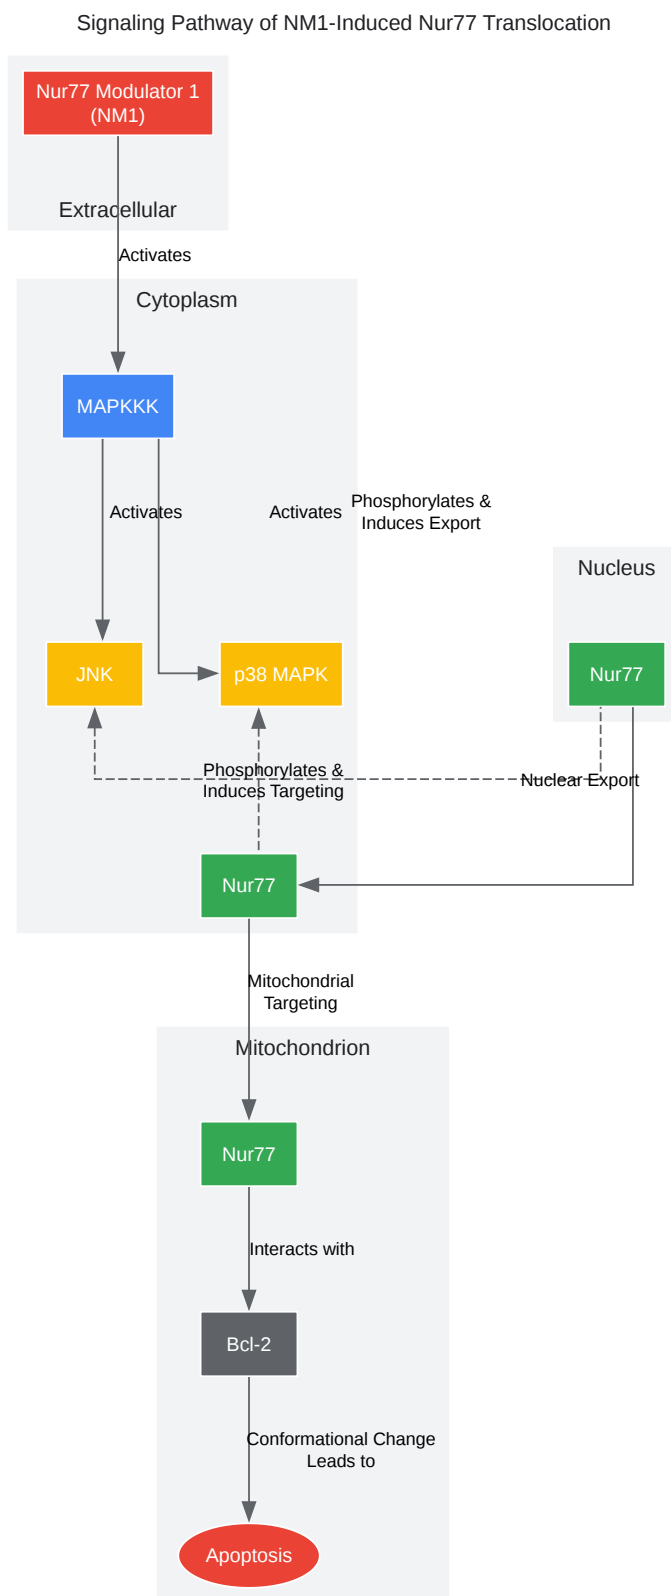 Signaling Pathway of NM1-Induced Nur77 Translocation
Nur77 Modulator 1
(NM1)
Extracellular
Activates
Cytoplasm
MAPKKK
Activates
Activates
Phosphorylates &
Induces Export
Nucleus
JNK
p38 MAPK
Nur77
Phosphorylates &
Induces Targeting
Nuclear Export
Nur77
Mitochondrial
Targeting
Mitochondrion
Nur77
Interacts with
Bcl-2
Conformational Change
Leads to
Apoptosis